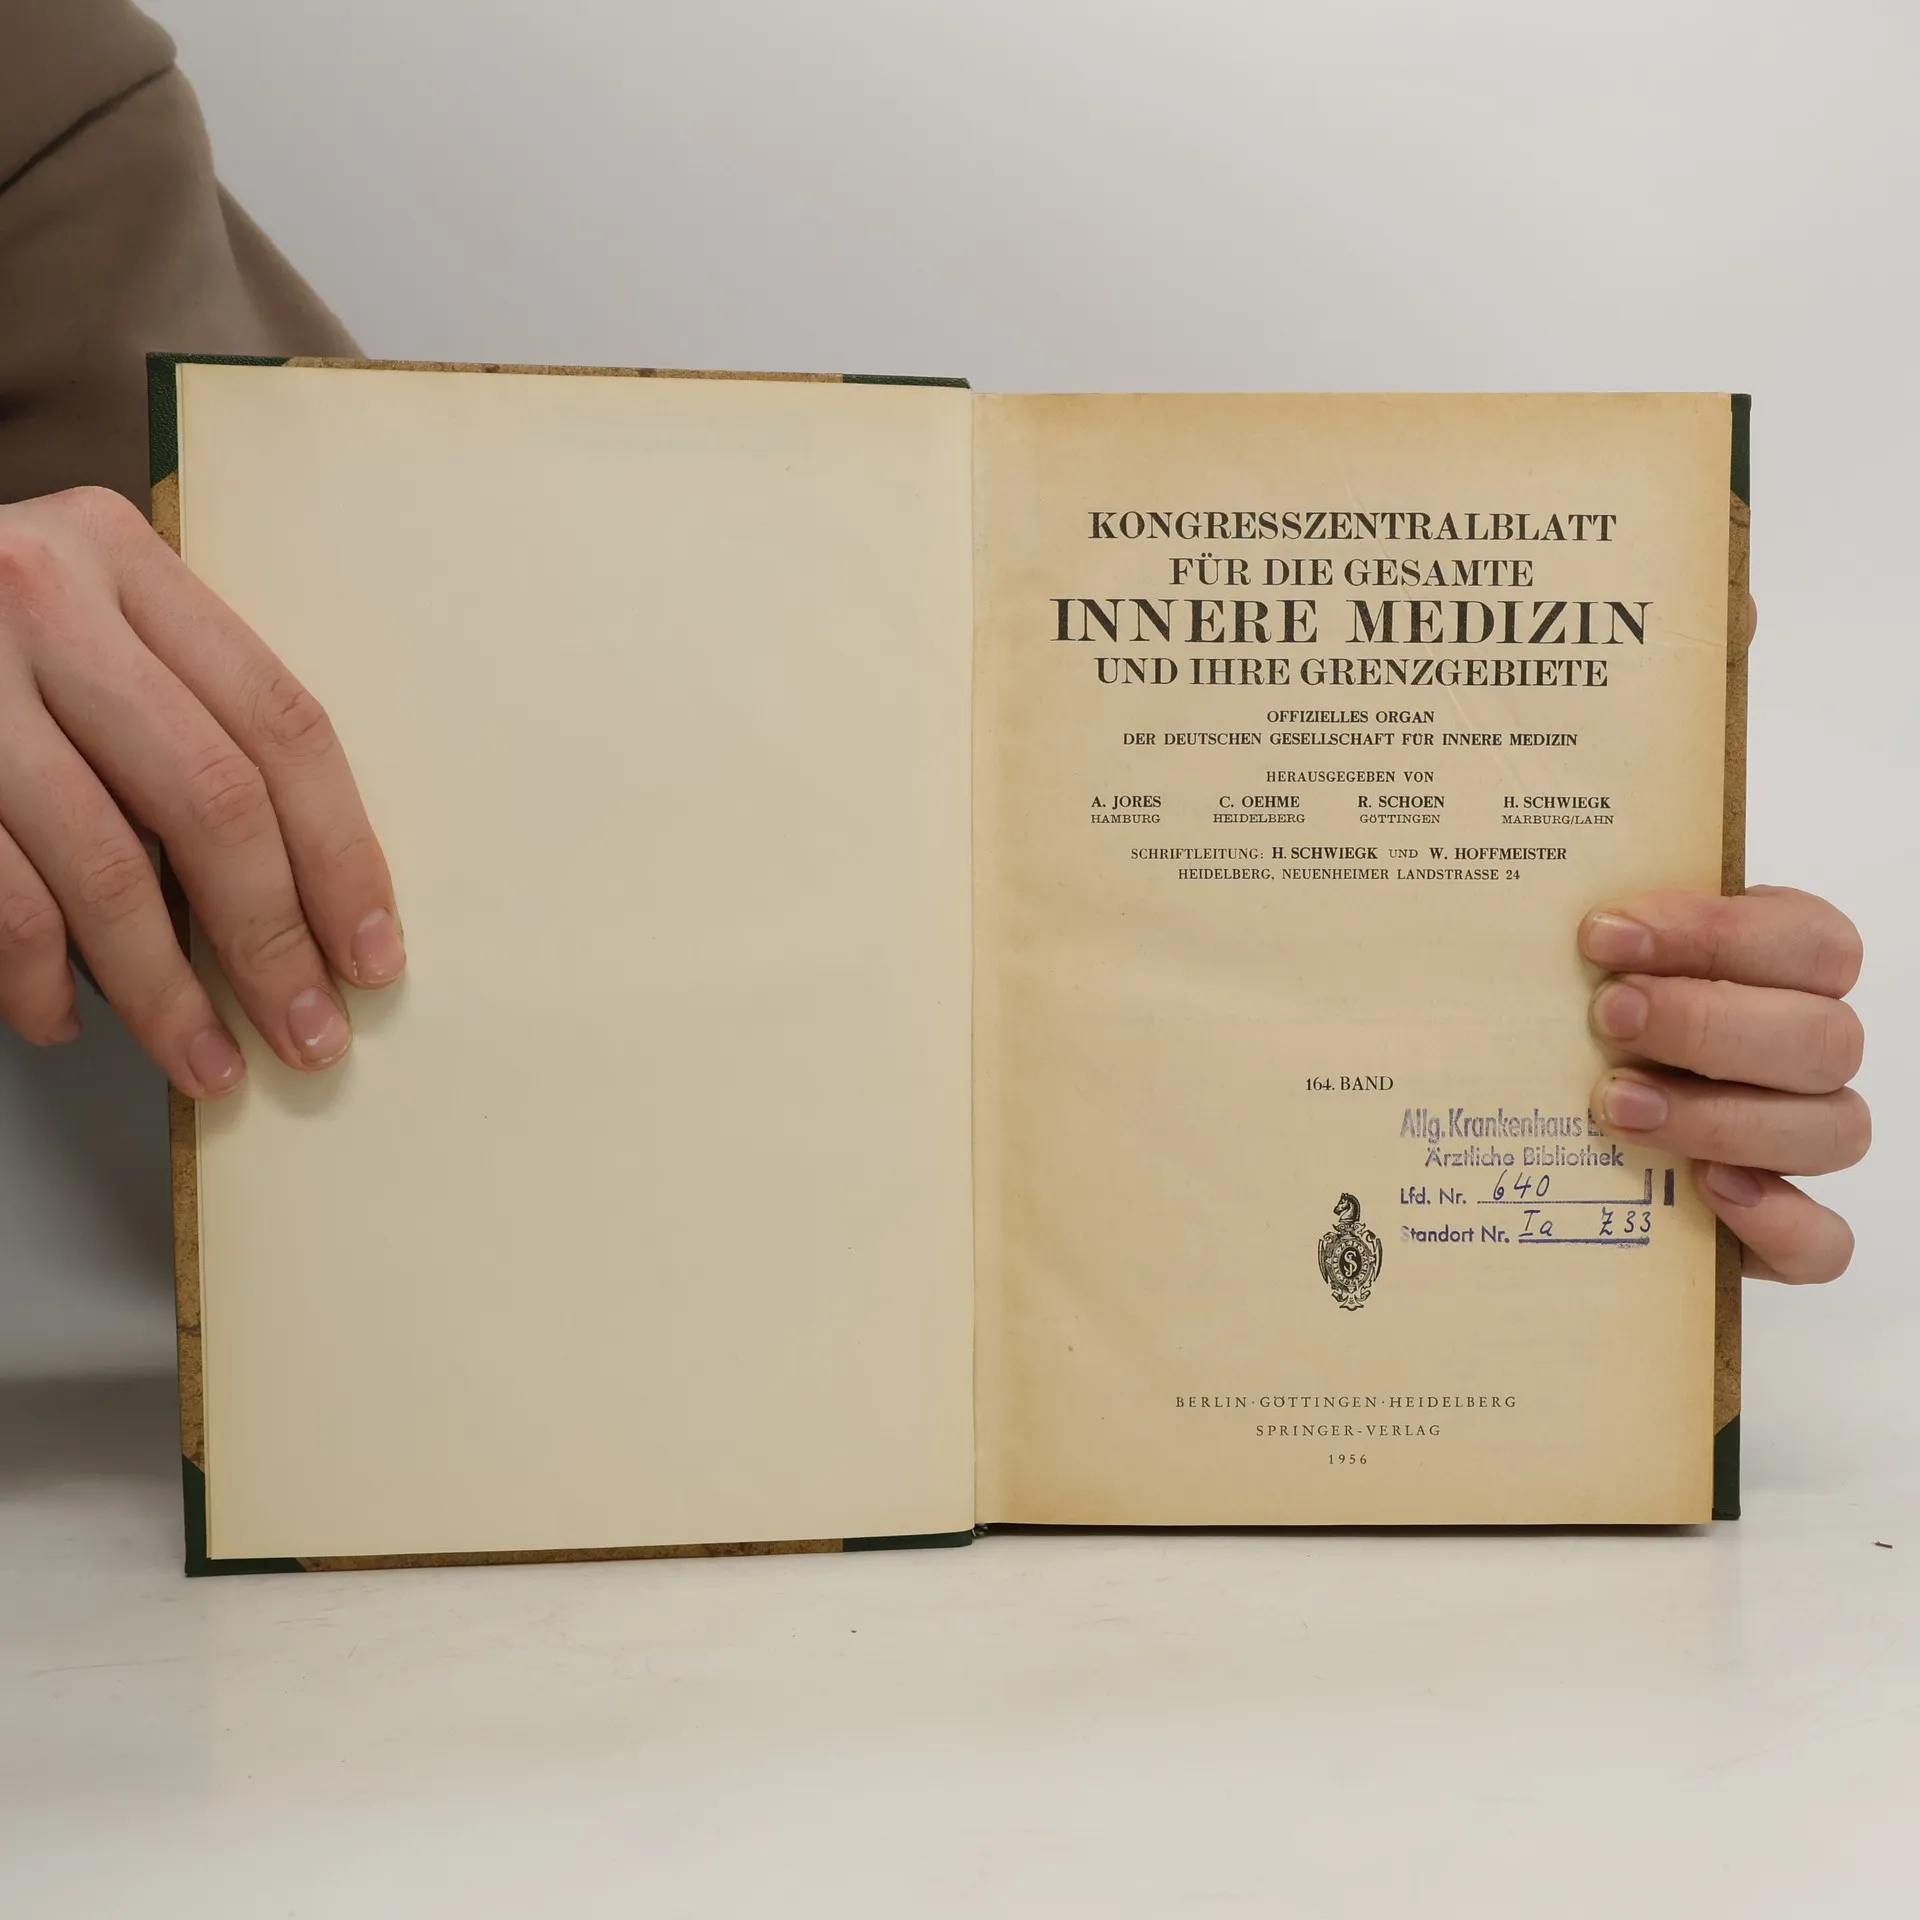 KONGRESSZENTRALBLATT
FÜR DIE GESAMTE
INNERE MEDIZIN
UND IHRE GRENZGEBIETE
OFFIZIELLES ORGAN
DER DEUTSCHEN GESELLSCHAFT FÜR INNERE MEDIZIN
HERAUSGEGEBEN VON
A. JORES C. OEHME R. SCHOEN H. SCHWIEGK
HAMBURG HEIDELBERG GÖTTINGEN MARBURG/LAHN
SCHRIFTLEITUNG: H. SCHWIEGK UND W. HOFFMEISTER
HEIDELBERG, NEUENHEIMER LANDSTRASSE 24
164. BAND
Allg. Krankenhaus
Ärztliche Bibliothek
Lfd. Nr. 640
Standort Nr. Ia Z 33
BERLIN · GÖTTINGEN · HEIDELBERG
SPRINGER-VERLAG
1956